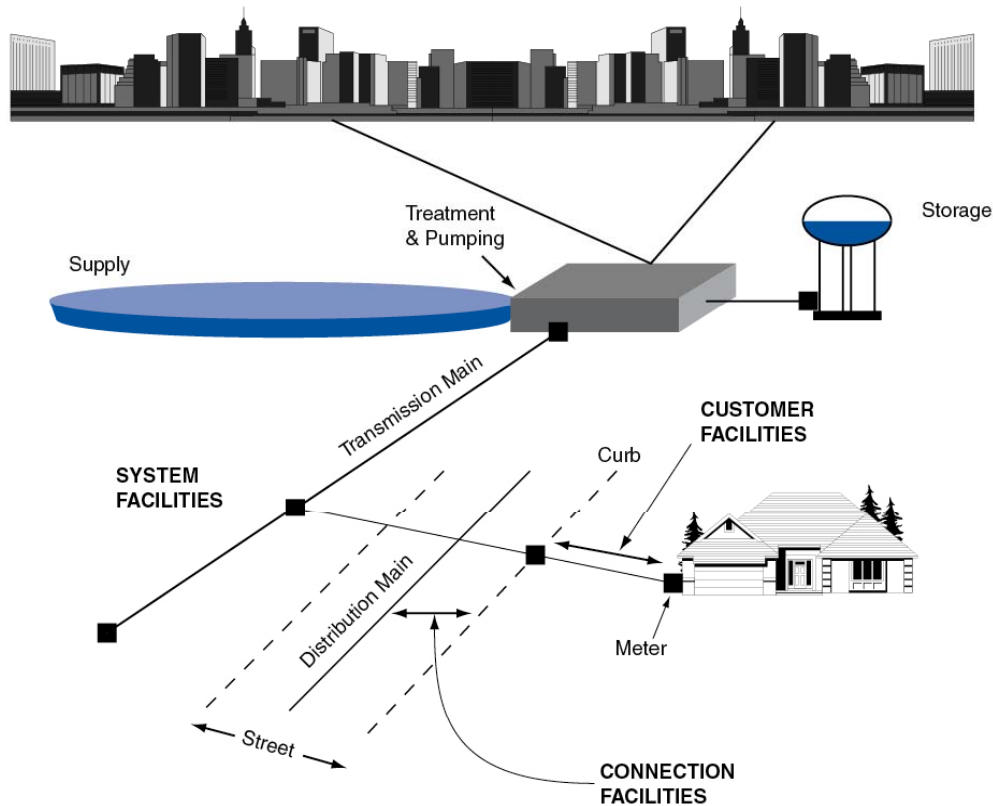 Treatment
& Pumping
Storage
Supply
Transmission Main
CUSTOMER
FACILITIES
Curb
SYSTEM
FACILITIES
Distribution Main
Meter
Street
CONNECTION
FACILITIES